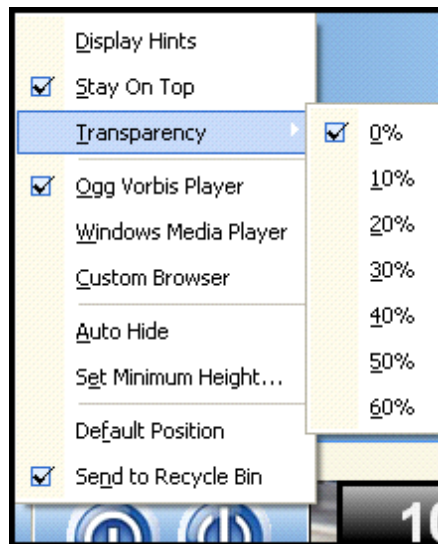 Display Hints
Stay On Top
Transparency
0%
10%
20%
30%
40%
50%
60%
Ogg Vorbis Player
Windows Media Player
Custom Browser
Auto Hide
Set Minimum Height...
Default Position
Send to Recycle Bin